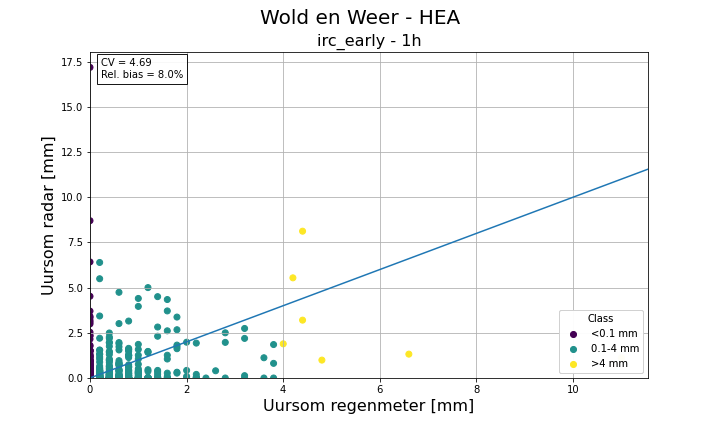 Wold en Weer - HEA
irc_early - 1h
17.5
15.0
12.5
10.0
7.5
5.0
2.5
0.0
Uursom radar [mm]
CV = 4.69
Rel. bias = 8.0%
Class
<0.1 mm
0.1-4 mm
>4 mm
0
2
4
6
8
10
Uursom regenmeter [mm]